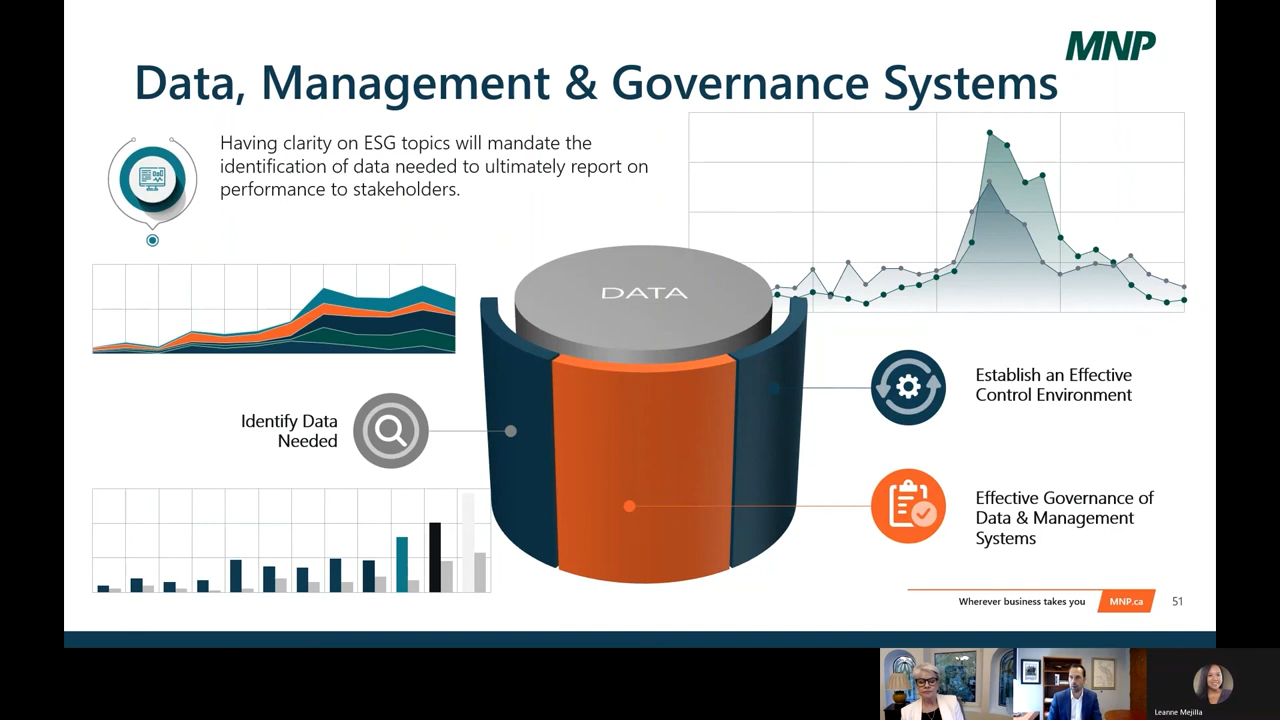 MNP
Data, Management & Governance Systems
Having clarity on ESG topics will mandate the
identification of data needed to ultimately report on
performance to stakeholders.
DATA
Identify Data
Needed
Establish an Effective
Control Environment
Effective Governance of
Data & Management
Systems
Wherever business takes you
MNP.ca
51
Leanne Mejilla